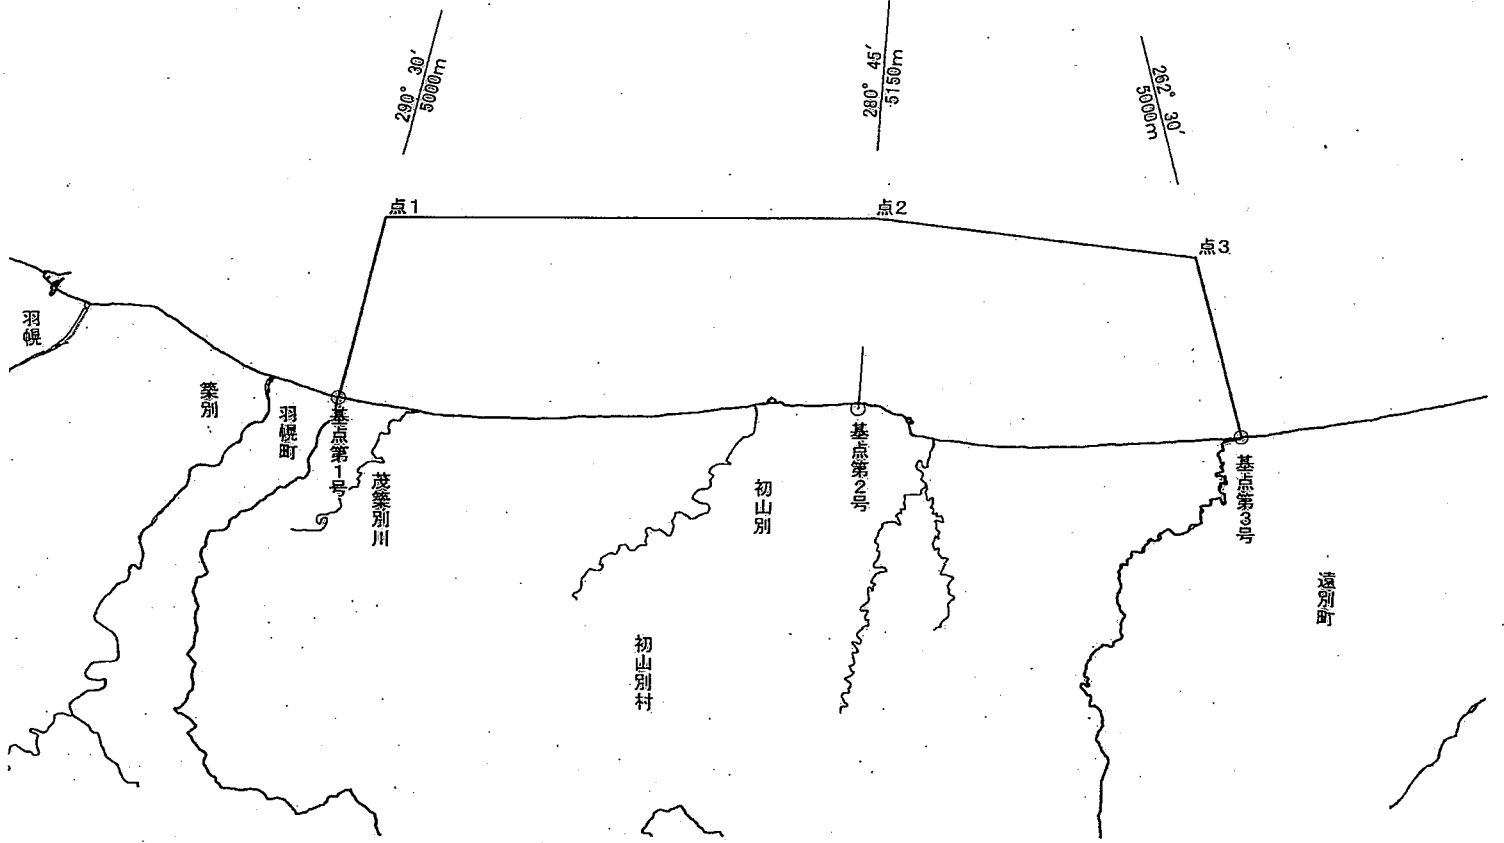 290° 30′
5000m
280° 45′
5150m
262° 30′
5000m
点1
点2
点3
羽幌
築別
羽幌町
基点第1号
茂築別川
初山別
基点第2号
基点第3号
初山別村
遠別町